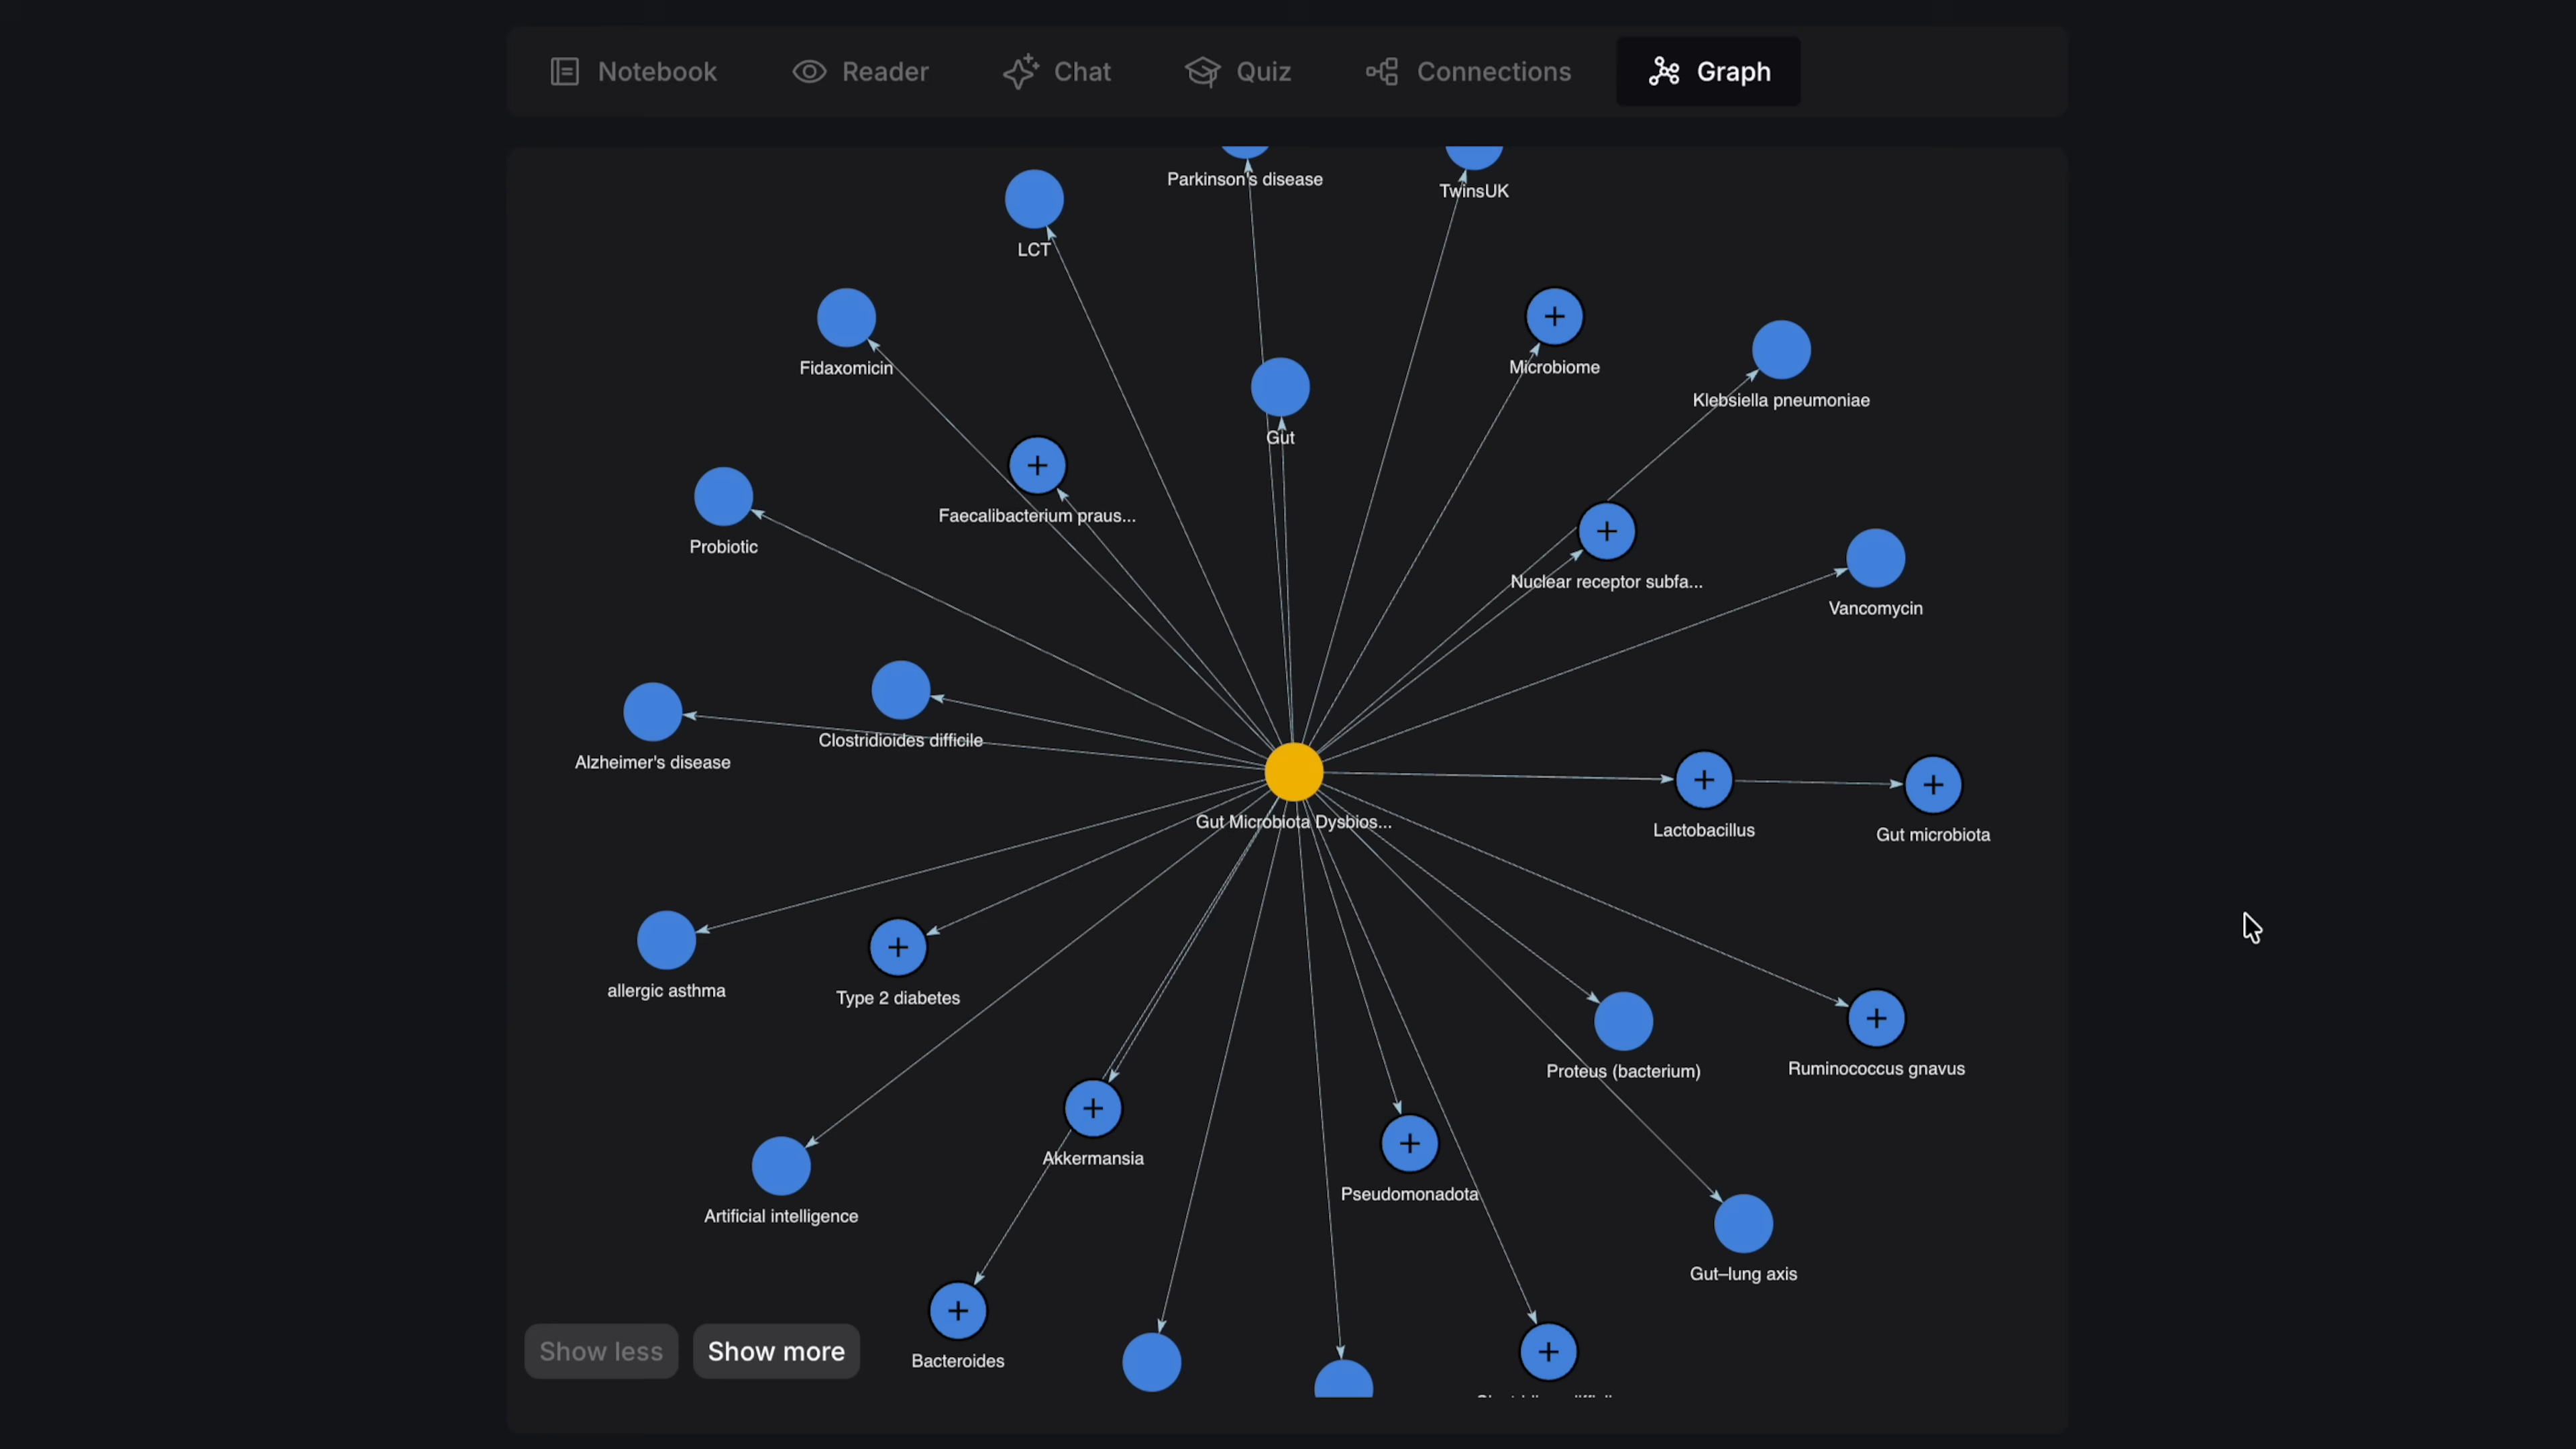 Notebook
Reader
Chat
Quiz
Connections
Graph
Parkinson's disease
TwinsUK
LCT
Fidaxomicin
Microbiome
Klebsiella pneumoniae
Gut
Faecalibacterium praus...
Probiotic
Nuclear receptor subfa...
Vancomycin
Clostridioides difficile
Alzheimer's disease
Gut Microbiota Dysbios...
Lactobacillus
Gut microbiota
allergic asthma
Type 2 diabetes
Proteus (bacterium)
Ruminococcus gnavus
Akkermansia
Pseudomonadota
Artificial intelligence
Gut–lung axis
Show less
Show more
Bacteroides